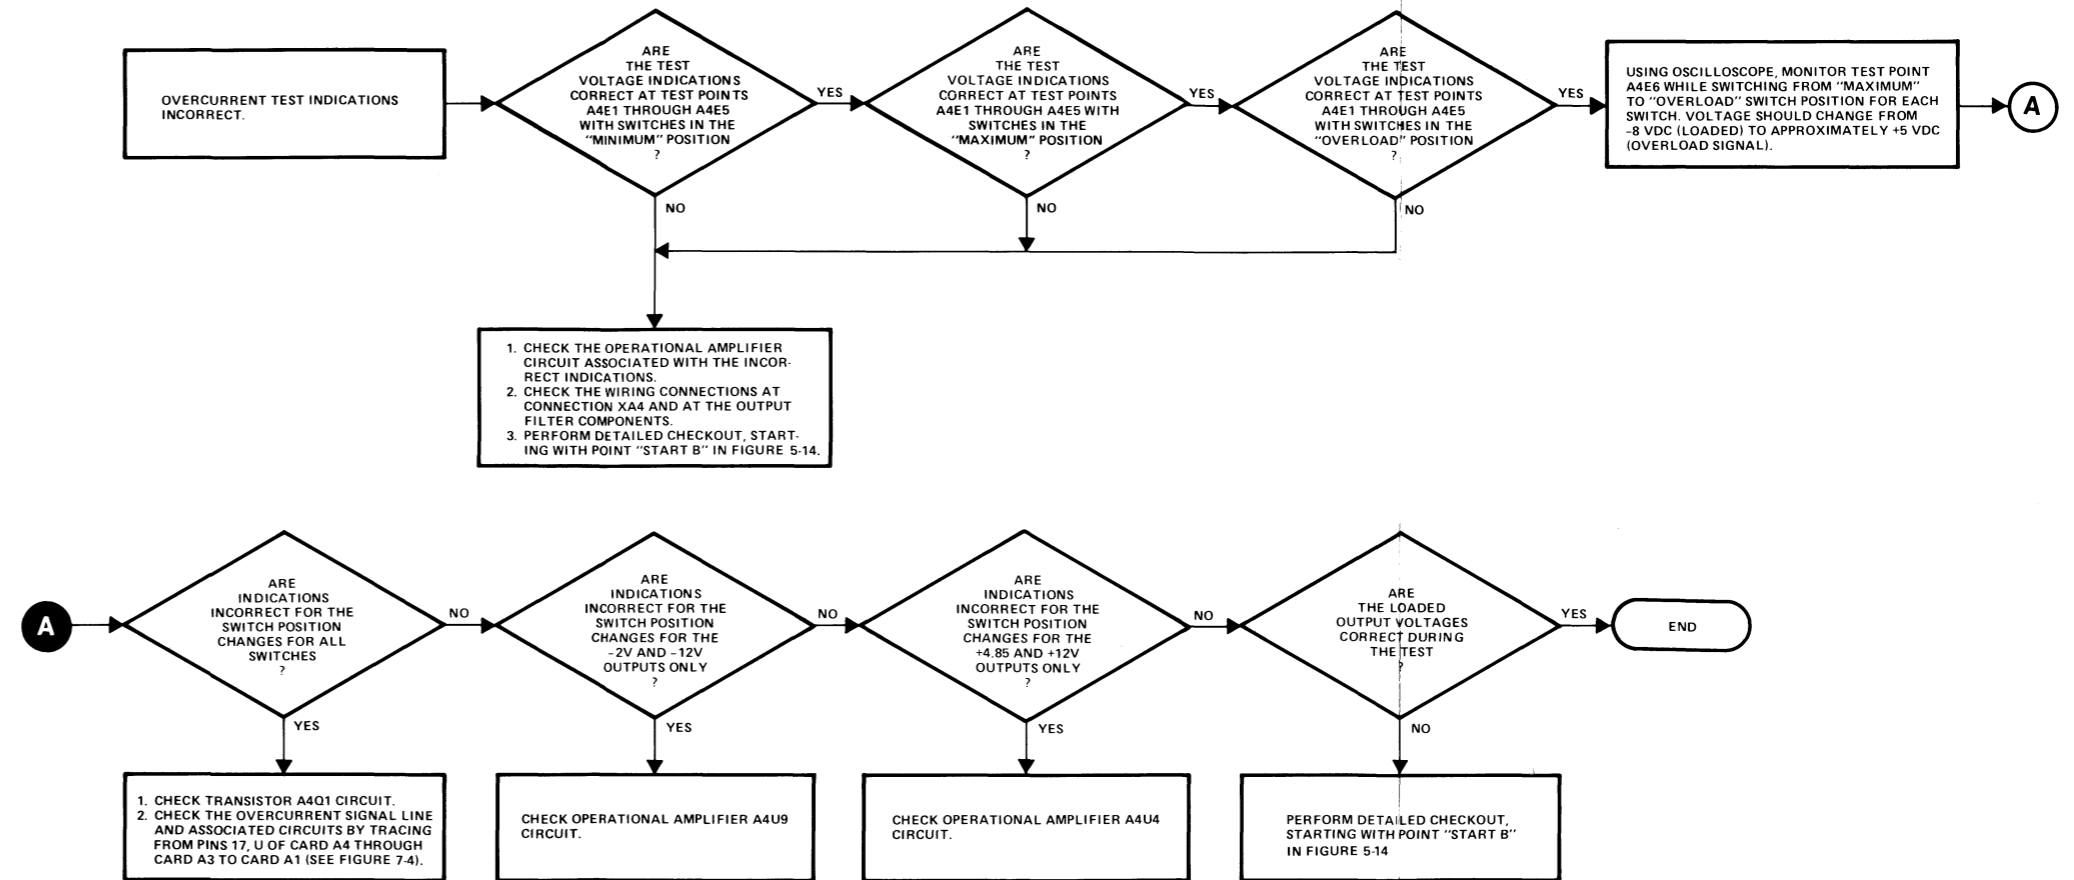 OVERCURRENT TEST INDICATIONS
INCORRECT.
ARE
THE TEST
VOLTAGE INDICATIONS
CORRECT AT TEST POINTS
A4E1 THROUGH A4E5
WITH SWITCHES IN THE
"MINIMUM" POSITION
?
YES
NO
ARE
THE TEST
VOLTAGE INDICATIONS
CORRECT AT TEST POINTS
A4E1 THROUGH A4E5 WITH
SWITCHES IN THE
"MAXIMUM" POSITION
?
YES
NO
ARE
THE TEST
VOLTAGE INDICATIONS
CORRECT AT TEST POINTS
A4E1 THROUGH A4E5
WITH SWITCHES IN THE
"OVERLOAD" POSITION
?
YES
NO
USING OSCILLOSCOPE, MONITOR TEST POINT
A4E6 WHILE SWITCHING FROM "MAXIMUM"
TO "OVERLOAD" SWITCH POSITION FOR EACH
SWITCH. VOLTAGE SHOULD CHANGE FROM
-8 VDC (LOADED) TO APPROXIMATELY +5 VDC
(OVERLOAD SIGNAL).
A
1. CHECK THE OPERATIONAL AMPLIFIER
CIRCUIT ASSOCIATED WITH THE INCOR-
RECT INDICATIONS.
2. CHECK THE WIRING CONNECTIONS AT
CONNECTION XA4 AND AT THE OUTPUT
FILTER COMPONENTS.
3. PERFORM DETAILED CHECKOUT, START-
ING WITH POINT "START B" IN FIGURE 5-14.
A
ARE
INDICATIONS
INCORRECT FOR THE
SWITCH POSITION
CHANGES FOR ALL
SWITCHES
?
NO
YES
ARE
INDICATIONS
INCORRECT FOR THE
SWITCH POSITION
CHANGES FOR THE
-2V AND -12V
OUTPUTS ONLY
?
NO
YES
ARE
INDICATIONS
INCORRECT FOR THE
SWITCH POSITION
CHANGES FOR THE
+4.85 AND +12V
OUTPUTS ONLY
?
NO
YES
ARE
THE LOADED
OUTPUT VOLTAGES
CORRECT DURING
THE TEST
?
YES
NO
END
1. CHECK TRANSISTOR A4Q1 CIRCUIT.
2. CHECK THE OVERCURRENT SIGNAL LINE
AND ASSOCIATED CIRCUITS BY TRACING
FROM PINS 17, U OF CARD A4 THROUGH
CARD A3 TO CARD A1 (SEE FIGURE 7-4).
CHECK OPERATIONAL AMPLIFIER A4U9
CIRCUIT.
CHECK OPERATIONAL AMPLIFIER A4U4
CIRCUIT.
PERFORM DETAILED CHECKOUT,
STARTING WITH POINT "START B"
IN FIGURE 5-14